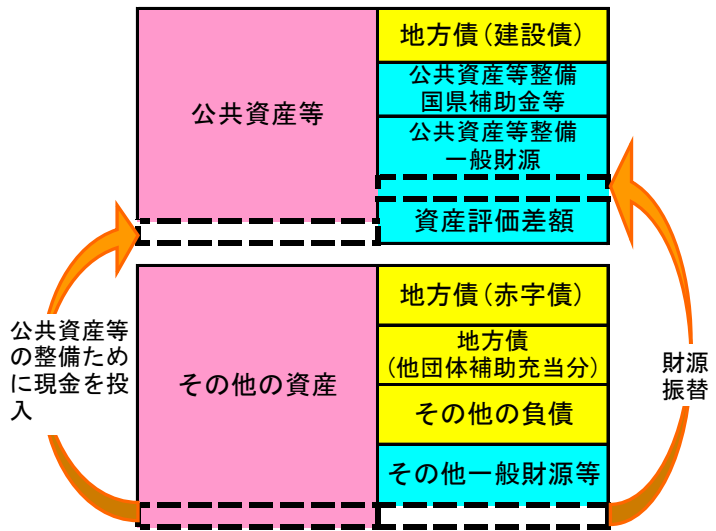 公共資産等
地方債(建設債)
公共資産等整備
国県補助金等
公共資産等整備
一般財源
資産評価差額
その他の資産
地方債(赤字債)
地方債
(他団体補助充当分)
その他の負債
その他一般財源等
公共資産等
の整備ため
に現金を投
入
財源
振替